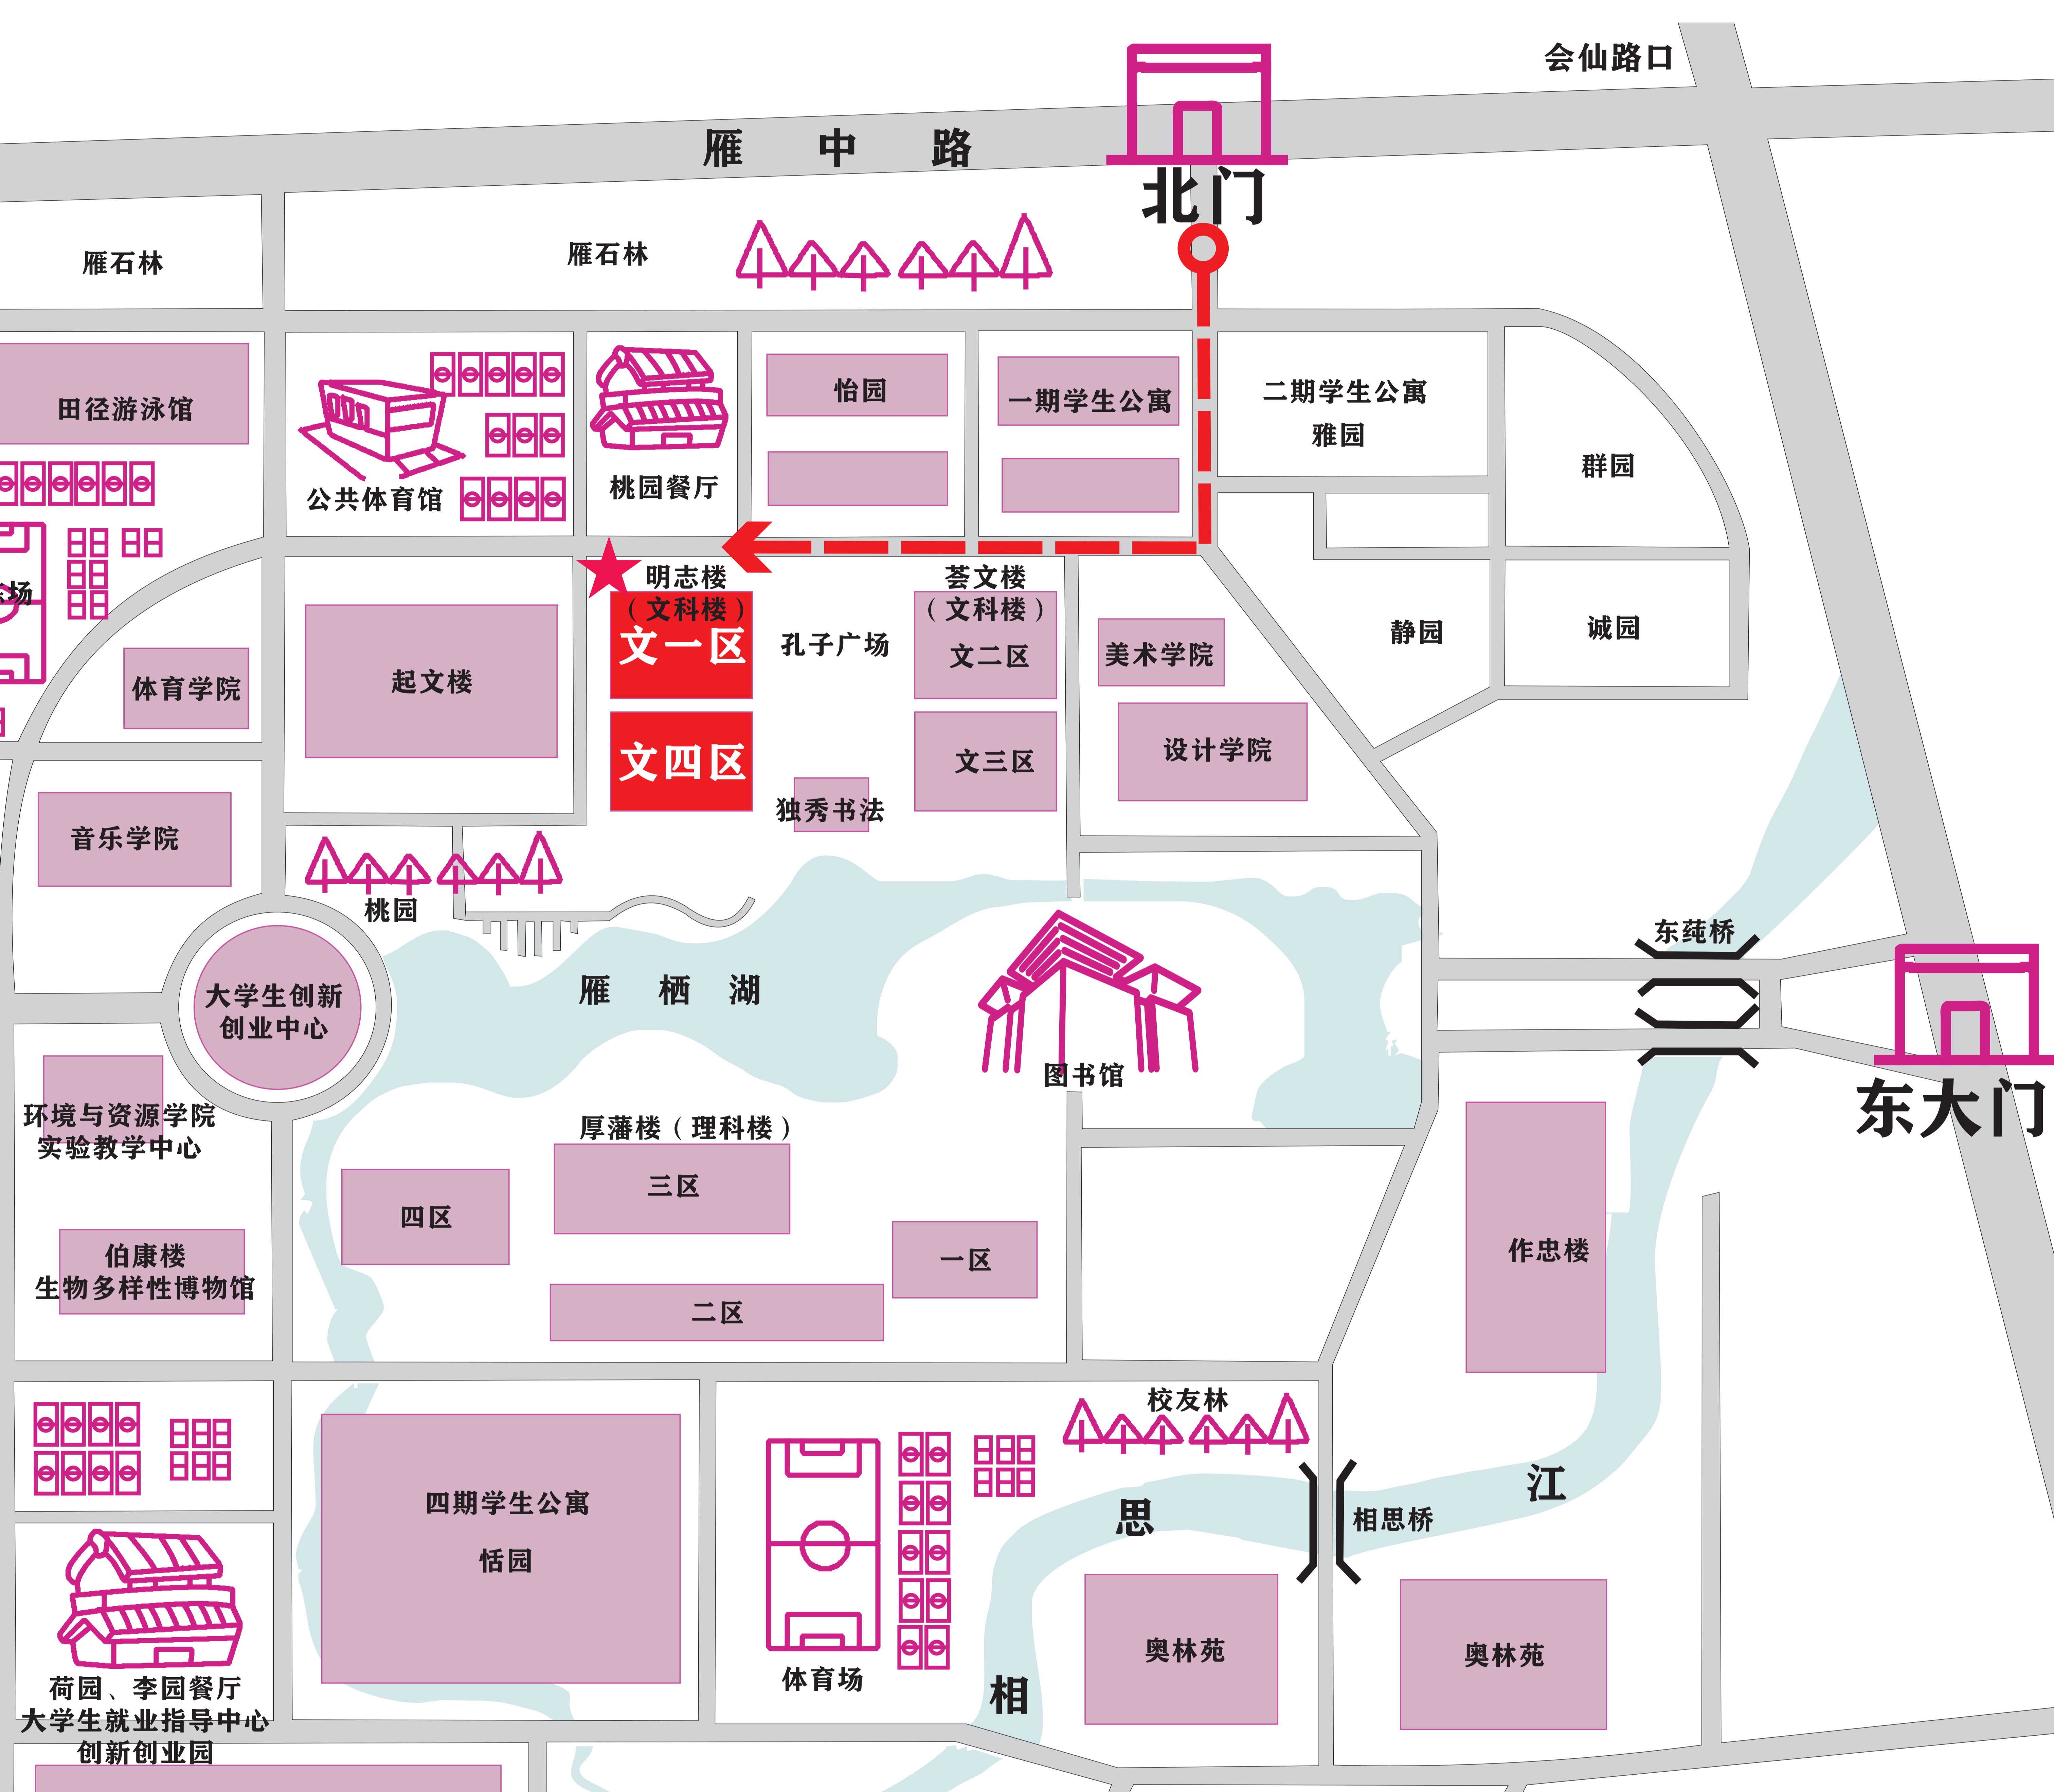 会仙路口
雁中路
北门
雁石林
雁石林
田径游泳馆
公共体育馆
桃园餐厅
怡园
一期学生公寓
二期学生公寓
雅园
群园
场
体育学院
起文楼
明志楼
（文科楼）
文一区
文四区
孔子广场
荟文楼
（文科楼）
文二区
文三区
独秀书法
美术学院
设计学院
静园
诚园
音乐学院
桃园
大学生创新
创业中心
雁栖湖
图书馆
东莼桥
东大门
环境与资源学院
实验教学中心
伯康楼
生物多样性博物馆
厚藩楼（理科楼）
四区
三区
一区
二区
作忠楼
四期学生公寓
恬园
校友林
体育场
思
江
相
相思桥
奥林苑
奥林苑
荷园、李园餐厅
大学生就业指导中心
创新创业园